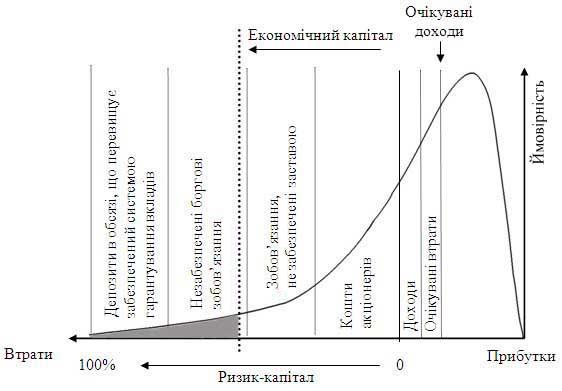 Очікувані
доходи
Економічний капітал
Депозити в обсязі, що перевищує
забезпечений системою
гарантування вкладів
Незабезпечені боргові
зобов’язання
Зобов’язання,
не забезпечені заставою
Кошти
акціонерів
Доходи
Очікувані втрати
Ймовірність
Втрати
100%
Ризик-капітал
0
Прибутки